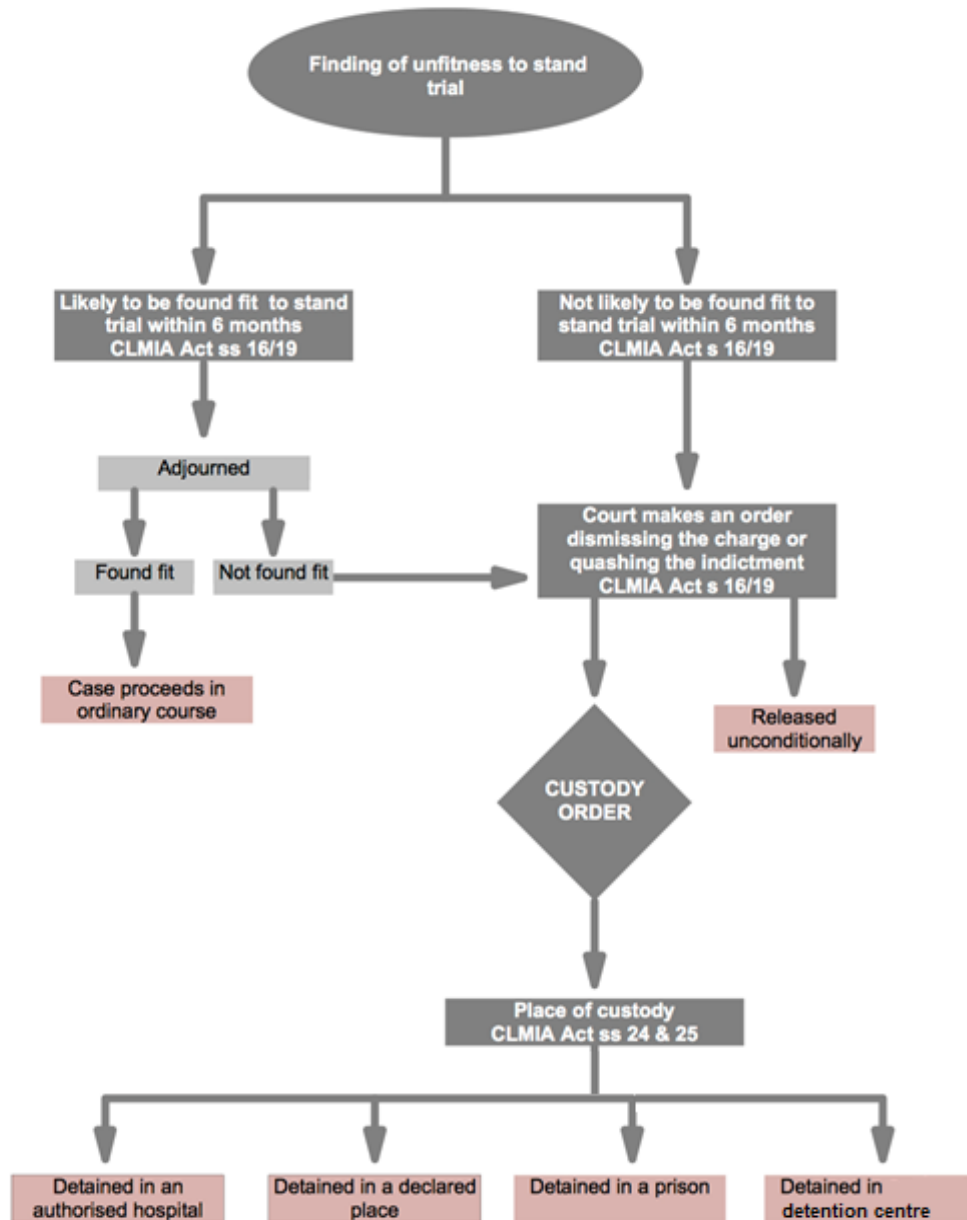 Finding of unfitness to stand
trial
Likely to be found fit to stand
trial within 6 months
CLMIA Act ss 16/19
Not likely to be found fit to
stand trial within 6 months
CLMIA Act s 16/19
Adjourned
Found fit
Not found fit
Court makes an order
dismissing the charge or
quashing the indictment
CLMIA Act s 16/19
Case proceeds in
ordinary course
Released
unconditionally
CUSTODY
ORDER
Place of custody
CLMIA Act ss 24 & 25
Detained in an
authorised hospital
Detained in a declared
place
Detained in a prison
Detained in
detention centre